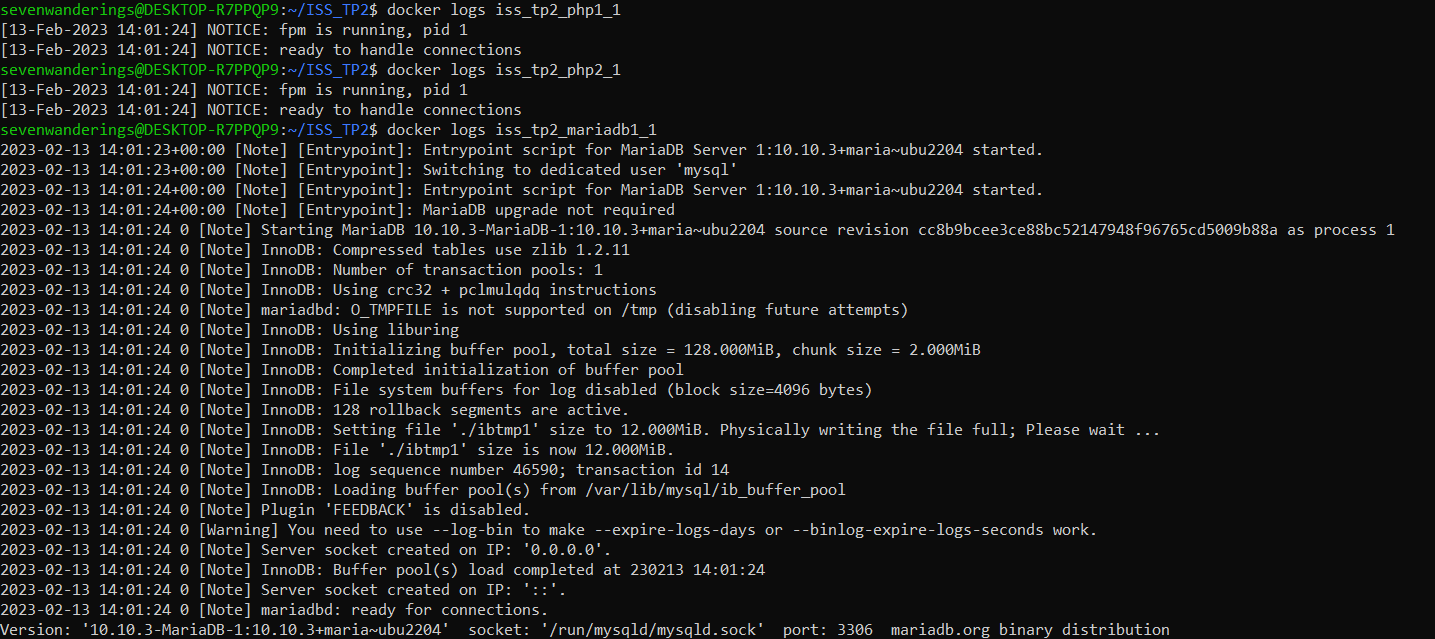 sevenwanderings@DESKTOP-R7PPQP9:~/ISS_TP2$ docker logs iss_tp2_php1_1
[13-Feb-2023 14:01:24] NOTICE: fpm is running, pid 1
[13-Feb-2023 14:01:24] NOTICE: ready to handle connections
sevenwanderings@DESKTOP-R7PPQP9:~/ISS_TP2$ docker logs iss_tp2_php2_1
[13-Feb-2023 14:01:24] NOTICE: fpm is running, pid 1
[13-Feb-2023 14:01:24] NOTICE: ready to handle connections
sevenwanderings@DESKTOP-R7PPQP9:~/ISS_TP2$ docker logs iss_tp2_mariadb1_1
2023-02-13 14:01:23+00:00 [Note] [Entrypoint]: Entrypoint script for MariaDB Server 1:10.10.3+maria~ubu2204 started.
2023-02-13 14:01:23+00:00 [Note] [Entrypoint]: Switching to dedicated user 'mysql'
2023-02-13 14:01:24+00:00 [Note] [Entrypoint]: Entrypoint script for MariaDB Server 1:10.10.3+maria~ubu2204 started.
2023-02-13 14:01:24+00:00 [Note] [Entrypoint]: MariaDB upgrade not required
2023-02-13 14:01:24 0 [Note] Starting MariaDB 10.10.3-MariaDB-1:10.10.3+maria~ubu2204 source revision cc8b9bcee3ce88bc52147948f96765cd5009b88a as process 1
2023-02-13 14:01:24 0 [Note] InnoDB: Compressed tables use zlib 1.2.11
2023-02-13 14:01:24 0 [Note] InnoDB: Number of transaction pools: 1
2023-02-13 14:01:24 0 [Note] InnoDB: Using crc32 + pclmulqdq instructions
2023-02-13 14:01:24 0 [Note] mariadbd: O_TMPFILE is not supported on /tmp (disabling future attempts)
2023-02-13 14:01:24 0 [Note] InnoDB: Using liburing
2023-02-13 14:01:24 0 [Note] InnoDB: Initializing buffer pool, total size = 128.000MiB, chunk size = 2.000MiB
2023-02-13 14:01:24 0 [Note] InnoDB: Completed initialization of buffer pool
2023-02-13 14:01:24 0 [Note] InnoDB: File system buffers for log disabled (block size=4096 bytes)
2023-02-13 14:01:24 0 [Note] InnoDB: 128 rollback segments are active.
2023-02-13 14:01:24 0 [Note] InnoDB: Setting file './ibtmp1' size to 12.000MiB. Physically writing the file full; Please wait ...
2023-02-13 14:01:24 0 [Note] InnoDB: File './ibtmp1' size is now 12.000MiB.
2023-02-13 14:01:24 0 [Note] InnoDB: log sequence number 46590; transaction id 14
2023-02-13 14:01:24 0 [Note] InnoDB: Loading buffer pool(s) from /var/lib/mysql/ib_buffer_pool
2023-02-13 14:01:24 0 [Note] Plugin 'FEEDBACK' is disabled.
2023-02-13 14:01:24 0 [Warning] You need to use --log-bin to make --expire-logs-days or --binlog-expire-logs-seconds work.
2023-02-13 14:01:24 0 [Note] Server socket created on IP: '0.0.0.0'.
2023-02-13 14:01:24 0 [Note] InnoDB: Buffer pool(s) load completed at 230213 14:01:24
2023-02-13 14:01:24 0 [Note] Server socket created on IP: '::'.
2023-02-13 14:01:24 0 [Note] mariadbd: ready for connections.
Version: '10.10.3-MariaDB-1:10.10.3+maria~ubu2204'  socket: '/run/mysqld/mysqld.sock'  port: 3306  mariadb.org binary distribution